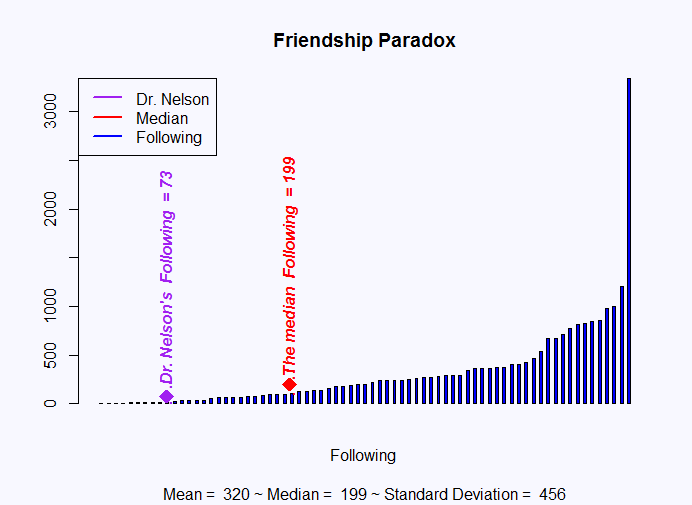 Friendship Paradox
Dr. Nelson
Median
Following
3000
2000
1000
500
0
.Dr. Nelson's Following = 73
.The median Following = 199
Following
Mean = 320 ~ Median = 199 ~ Standard Deviation = 456